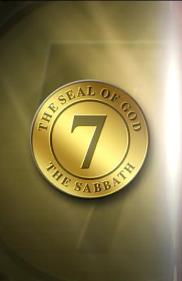 THE SEAL OF GOD
7
THE SABBATH